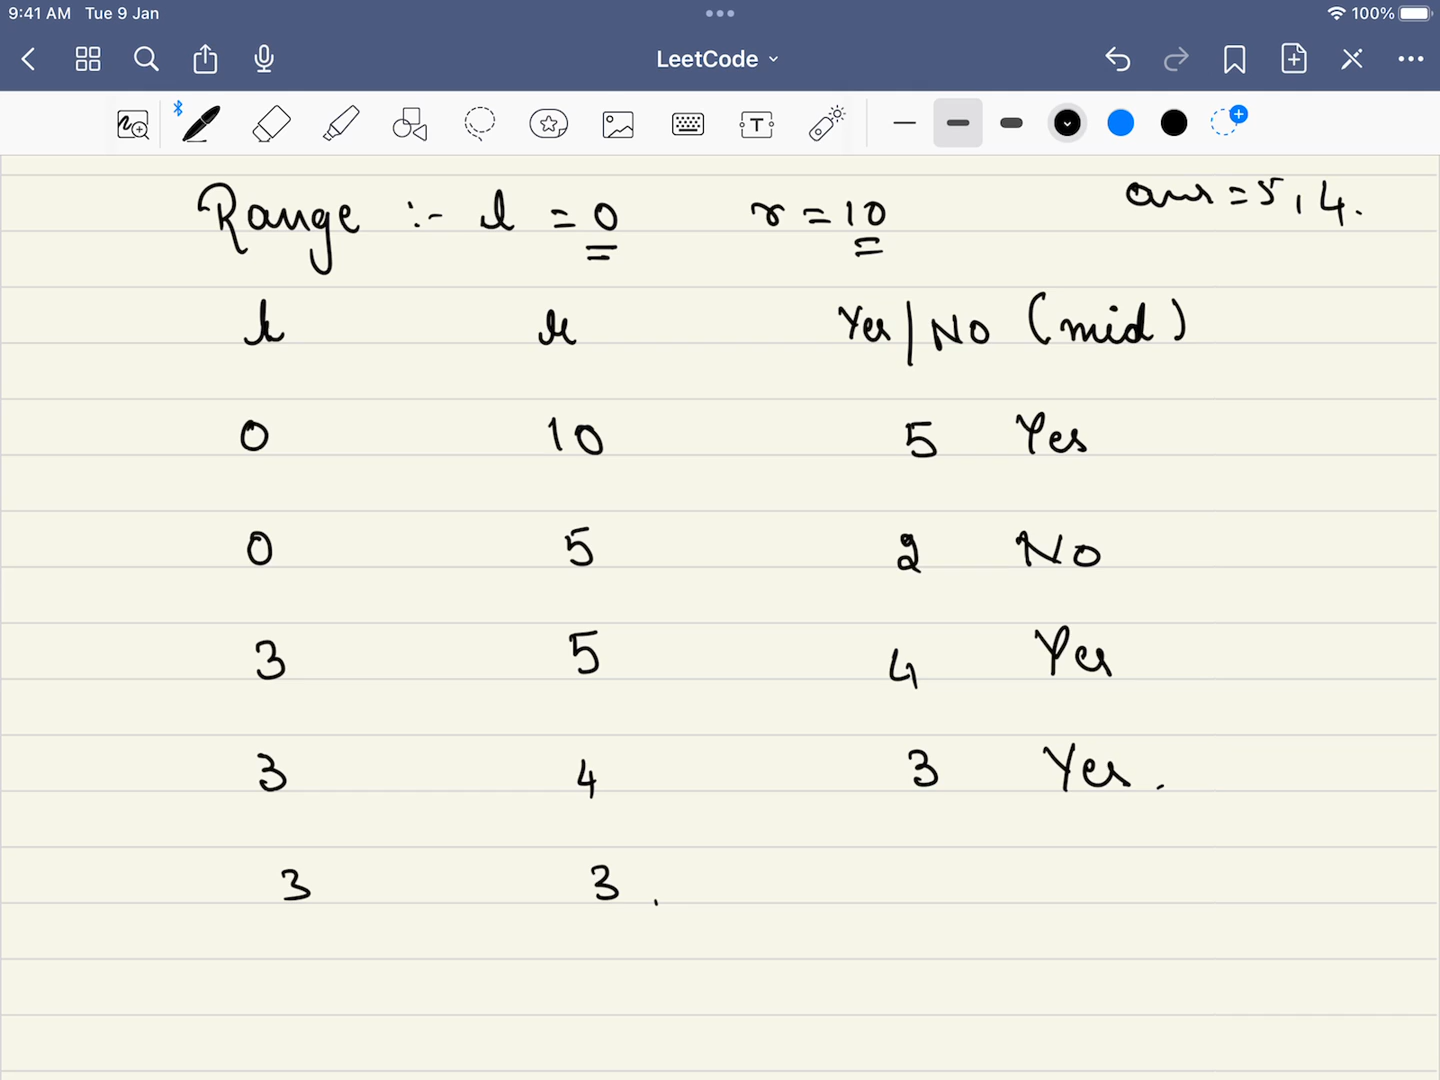 9:41 AM Tue 9 Jan 100%
LeetCode
T
ans = 5, 4.
Range :- l = 0 r = 10
l r Yes | No (mid)
0 10 5 Yes
0 5 2 No
3 5 4 Yes
3 4 3 Yes.
3 3.